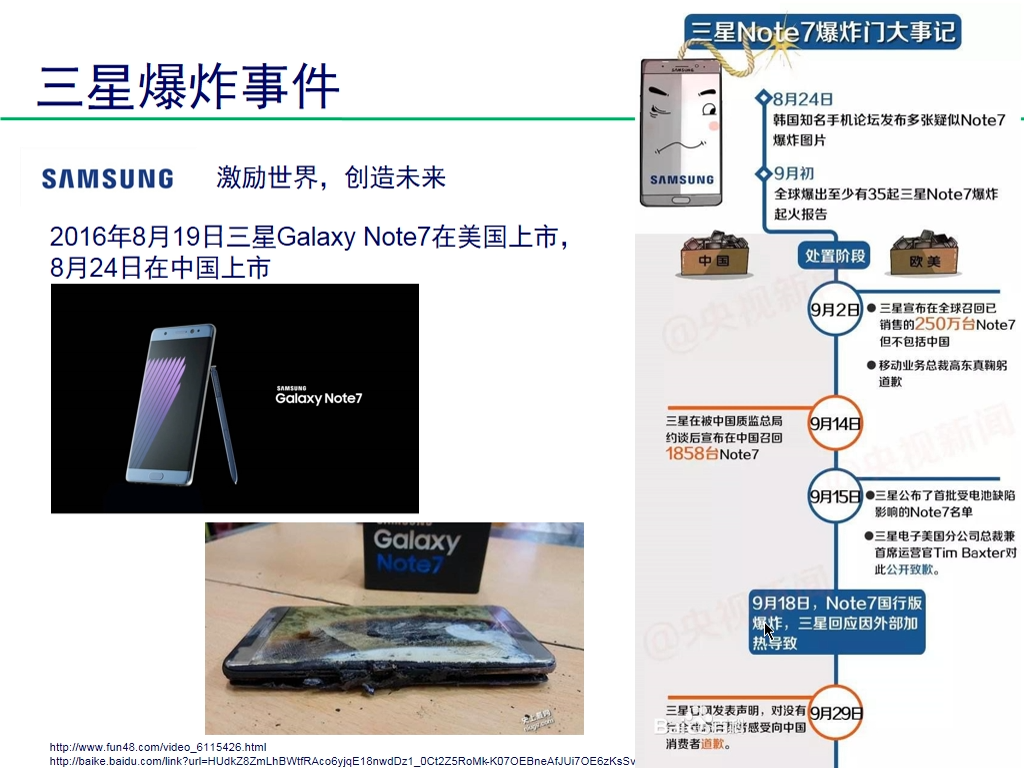 三星爆炸事件
SAMSUNG
激励世界，创造未来
2016年8月19日三星Galaxy Note7在美国上市，
8月24日在中国上市
SAMSUNG
Galaxy Note7
Galaxy
Note7
http://www.fun48.com/video_6115426.html
http://baike.baidu.com/link?url=HUdkZ8ZmLhBWtfRAco6yjqE18nwdDz1_0Ct2Z5RoMk-K07OEBneAfJUi7OE6zKsSv
三星Note7爆炸门大事记
SAMSUNG
SAMSUNG
8月24日
韩国知名手机论坛发布多张疑似Note7
爆炸图片
9月初
全球爆出至少有35起三星Note7爆炸
起火报告
中国
处置阶段
欧美
9月2日
三星宣布在全球召回已
销售的250万台Note7
但不包括中国
移动业务总裁高东真鞠躬
道歉
9月14日
三星在被中国质监总局
约谈后宣布在中国召回
1858台Note7
9月15日
三星公布了首批受电池缺陷
影响的Note7名单
三星电子美国分公司总裁兼
首席运营官Tim Baxter对
此公开致歉。
9月18日，Note7国行版
爆炸，三星回应因外部加
热导致
9月29日
发表声明，对没有
感受向中国
消费者道歉。
@央视新闻
央视新闻
@央视新闻
Bai 百科